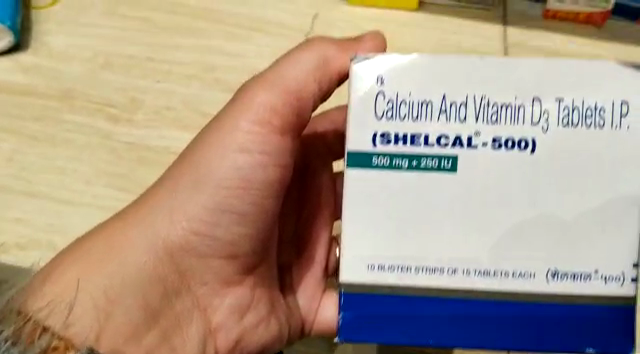 Rx
Calcium And Vitamin D3 Tablets I.P.
(SHELCAL®-500)
500 mg + 250 IU
10 BLISTER STRIPS OF 15 TABLETS EACH (शेलकाल®-५००)